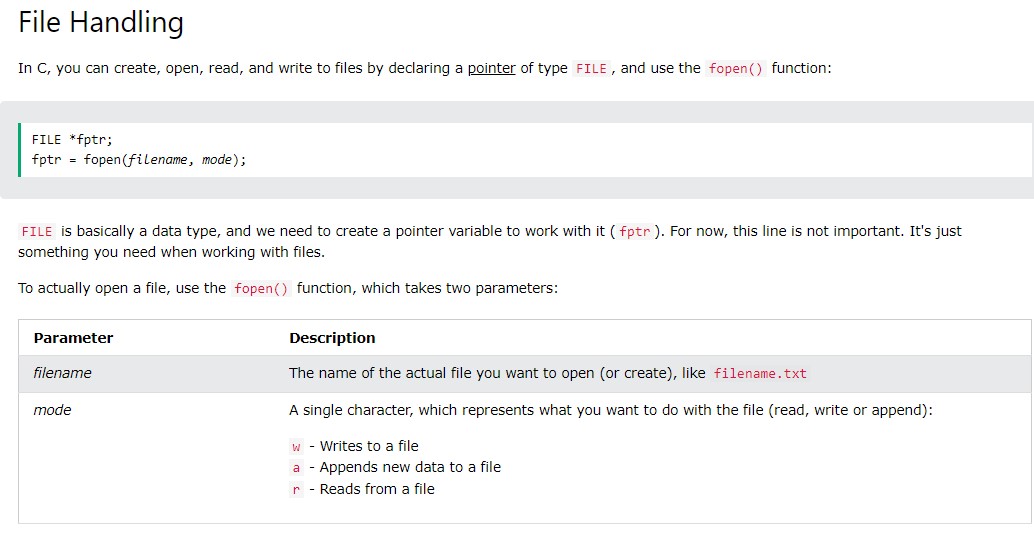 File Handling
In C, you can create, open, read, and write to files by declaring a pointer of type FILE, and use the fopen() function:
FILE *fptr;
fptr = fopen(filename, mode);
FILE is basically a data type, and we need to create a pointer variable to work with it (fptr). For now, this line is not important. It's just
something you need when working with files.
To actually open a file, use the fopen() function, which takes two parameters:
Parameter Description
filename The name of the actual file you want to open (or create), like filename.txt
mode A single character, which represents what you want to do with the file (read, write or append):
w - Writes to a file
a - Appends new data to a file
r - Reads from a file